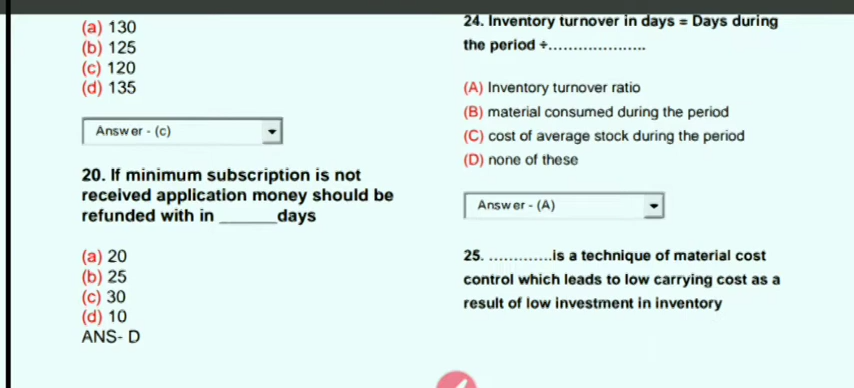 (a) 130
(b) 125
(c) 120
(d) 135
Answer - (c)
20. If minimum subscription is not
received application money should be
refunded with in ______days
(a) 20
(b) 25
(c) 30
(d) 10
ANS- D
24. Inventory turnover in days = Days during
the period ÷....................
(A) Inventory turnover ratio
(B) material consumed during the period
(C) cost of average stock during the period
(D) none of these
Answer - (A)
25. .............is a technique of material cost
control which leads to low carrying cost as a
result of low investment in inventory